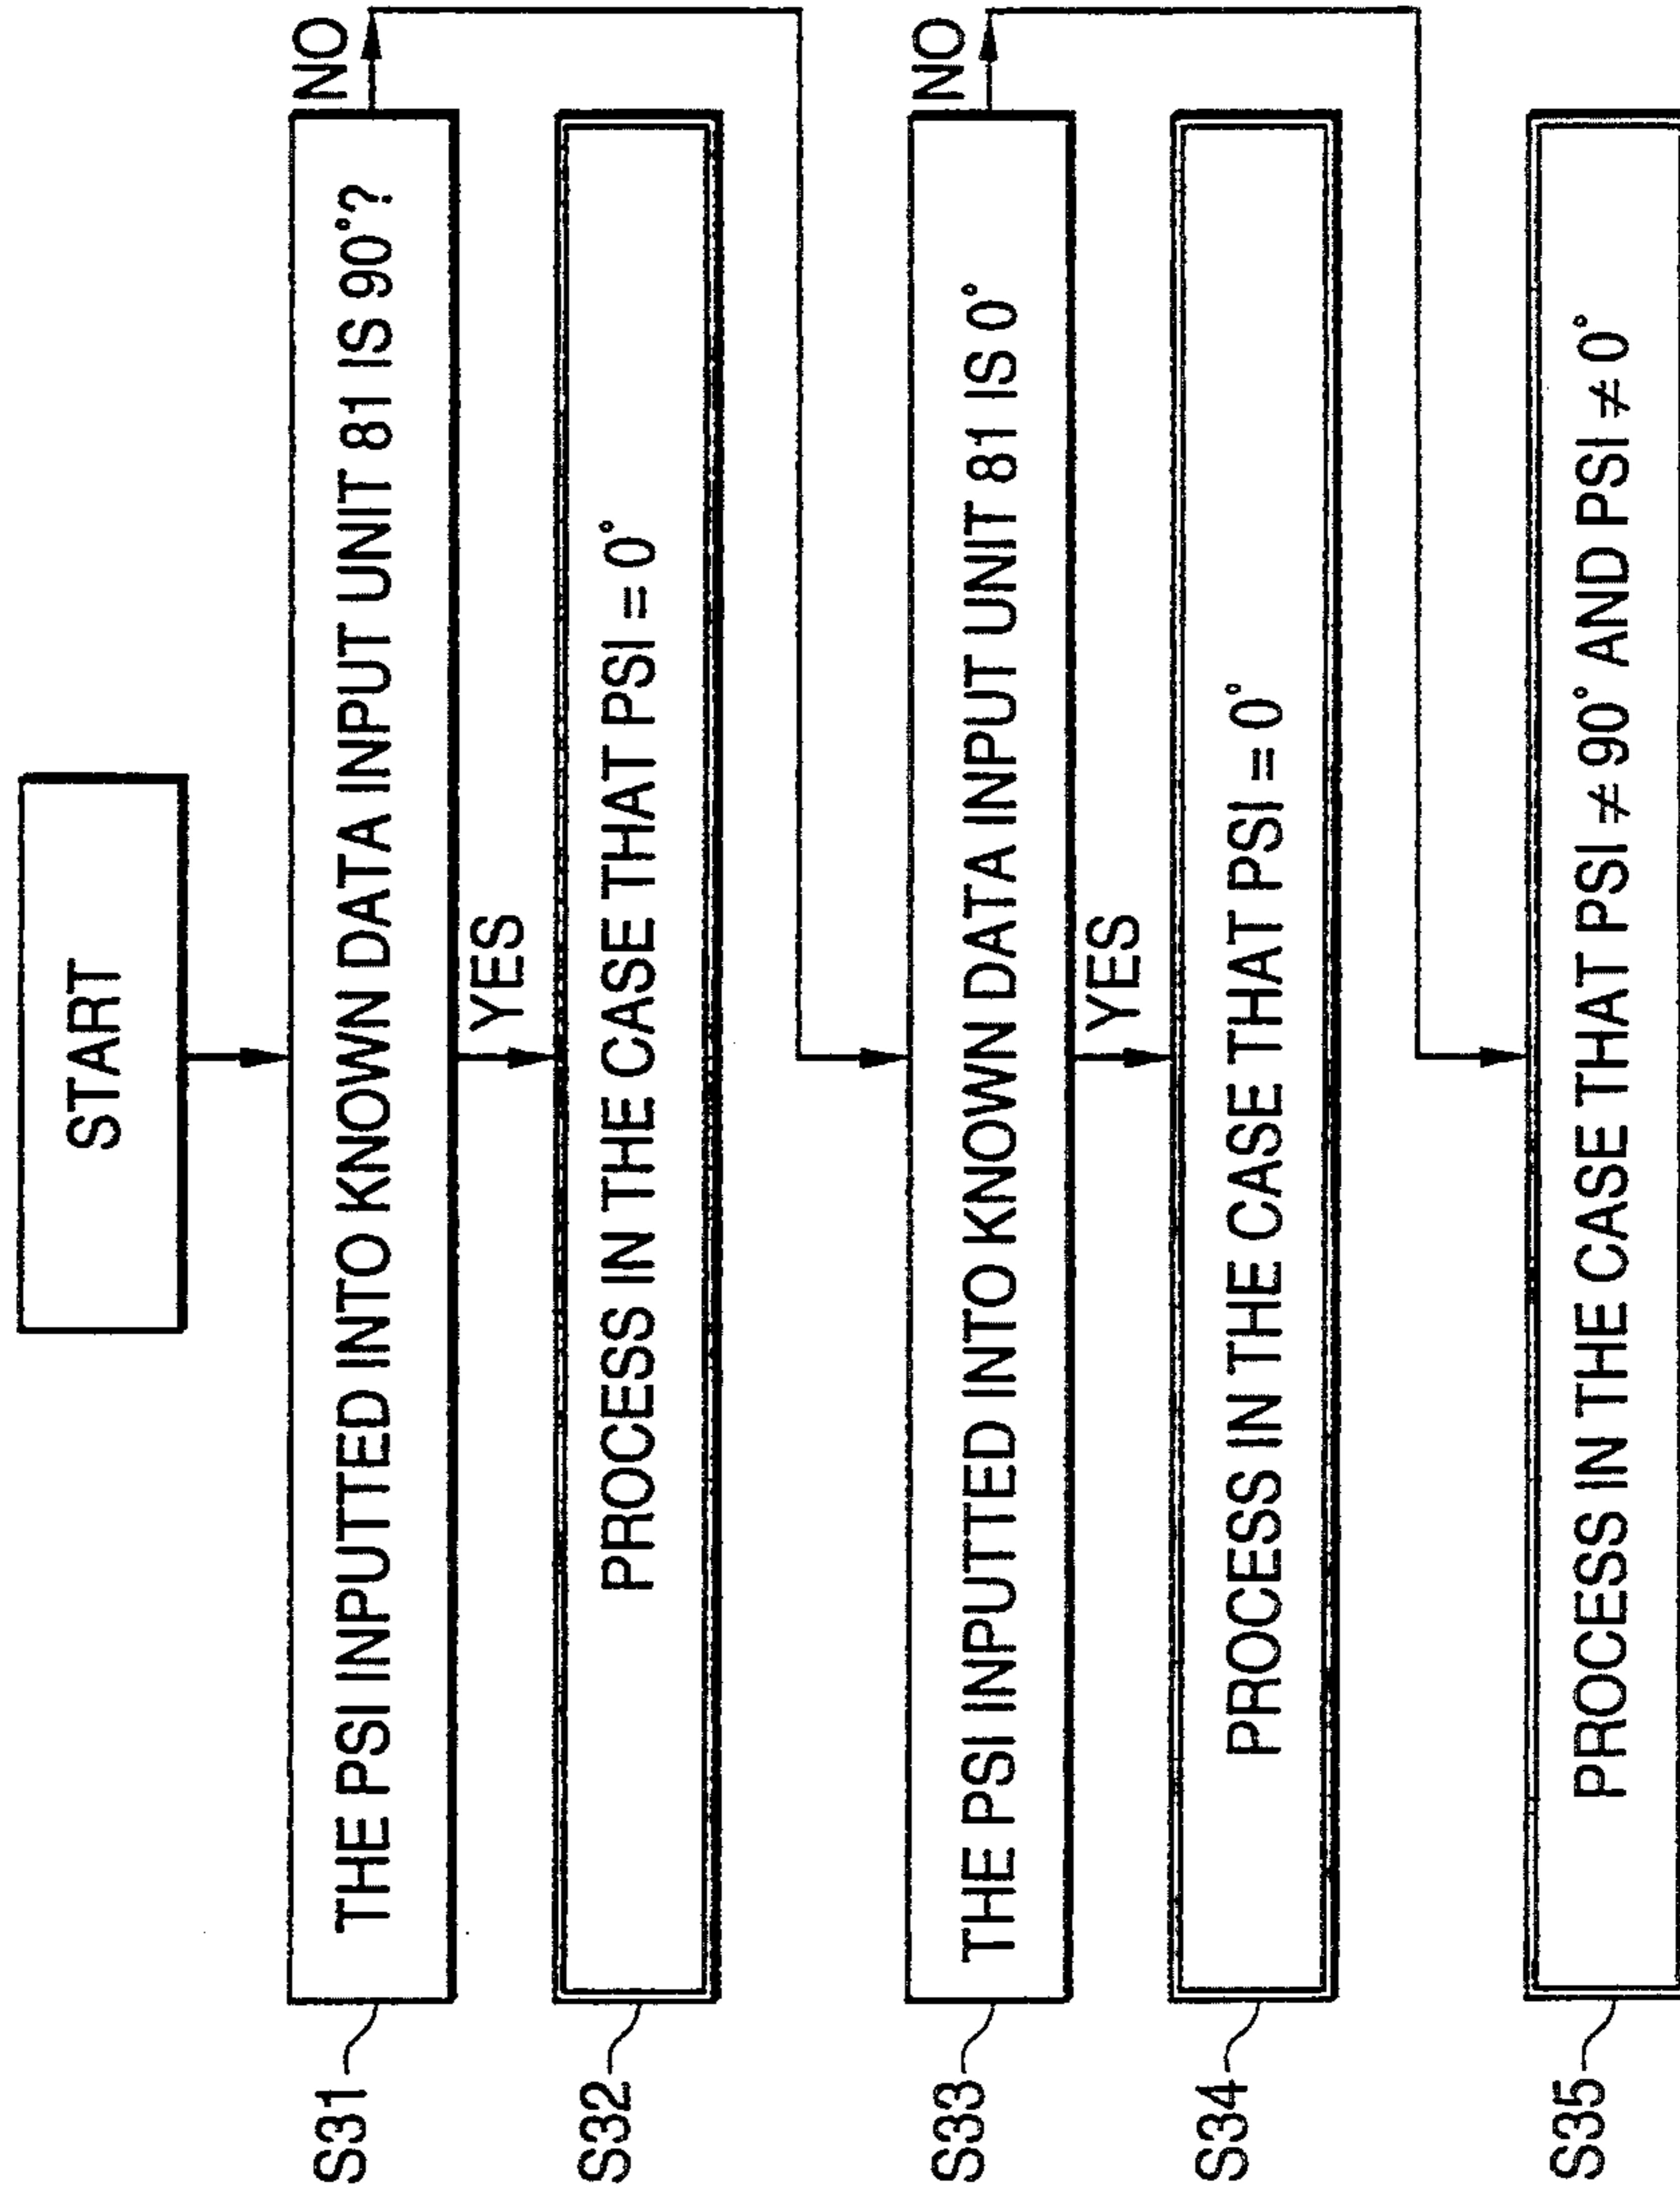 START
S31
THE PSI INPUTTED INTO KNOWN DATA INPUT UNIT 81 IS 90°?
NO
YES
S32
PROCESS IN THE CASE THAT PSI = 0°
S33
THE PSI INPUTTED INTO KNOWN DATA INPUT UNIT 81 IS 0°
NO
YES
S34
PROCESS IN THE CASE THAT PSI = 0°
S35
PROCESS IN THE CASE THAT PSI ≠ 90° AND PSI ≠ 0°